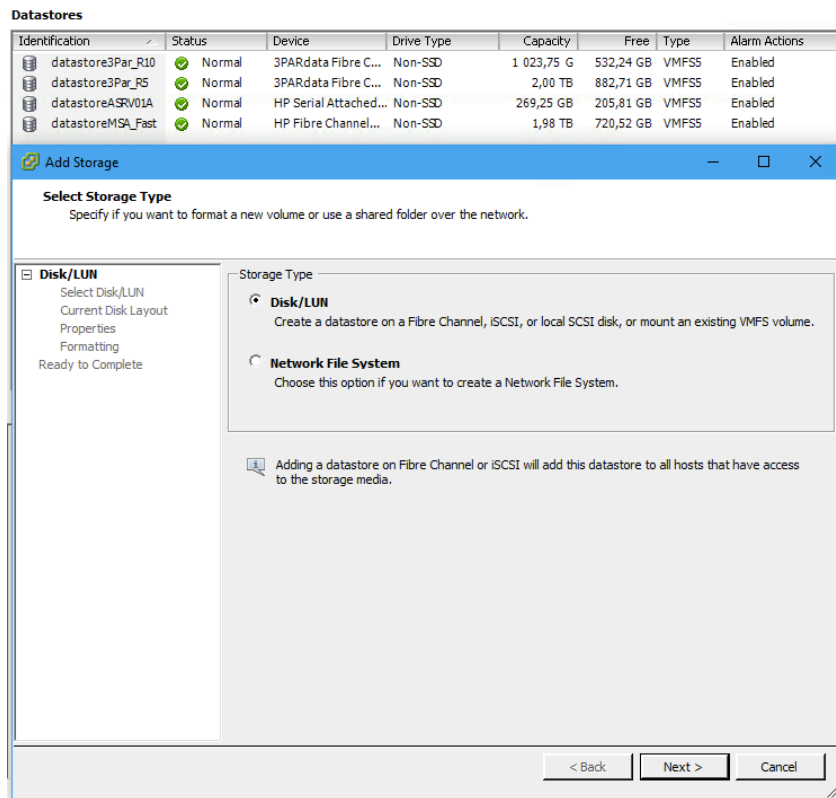 Datastores
Identification Status Device Drive Type Capacity Free Type Alarm Actions
datastore3Par_R10 Normal 3PARdata Fibre C... Non-SSD 1 023,75 G 532,24 GB VMFS5 Enabled
datastore3Par_R5 Normal 3PARdata Fibre C... Non-SSD 2,00 TB 882,71 GB VMFS5 Enabled
datastoreASRV01A Normal HP Serial Attached... Non-SSD 269,25 GB 205,81 GB VMFS5 Enabled
datastoreMSA_Fast Normal HP Fibre Channel... Non-SSD 1,98 TB 720,52 GB VMFS5 Enabled
Add Storage
Select Storage Type
Specify if you want to format a new volume or use a shared folder over the network.
Disk/LUN
Select Disk/LUN
Current Disk Layout
Properties
Formatting
Ready to Complete
Storage Type
Disk/LUN
Create a datastore on a Fibre Channel, iSCSI, or local SCSI disk, or mount an existing VMFS volume.
Network File System
Choose this option if you want to create a Network File System.
Adding a datastore on Fibre Channel or iSCSI will add this datastore to all hosts that have access
to the storage media.
< Back Next > Cancel